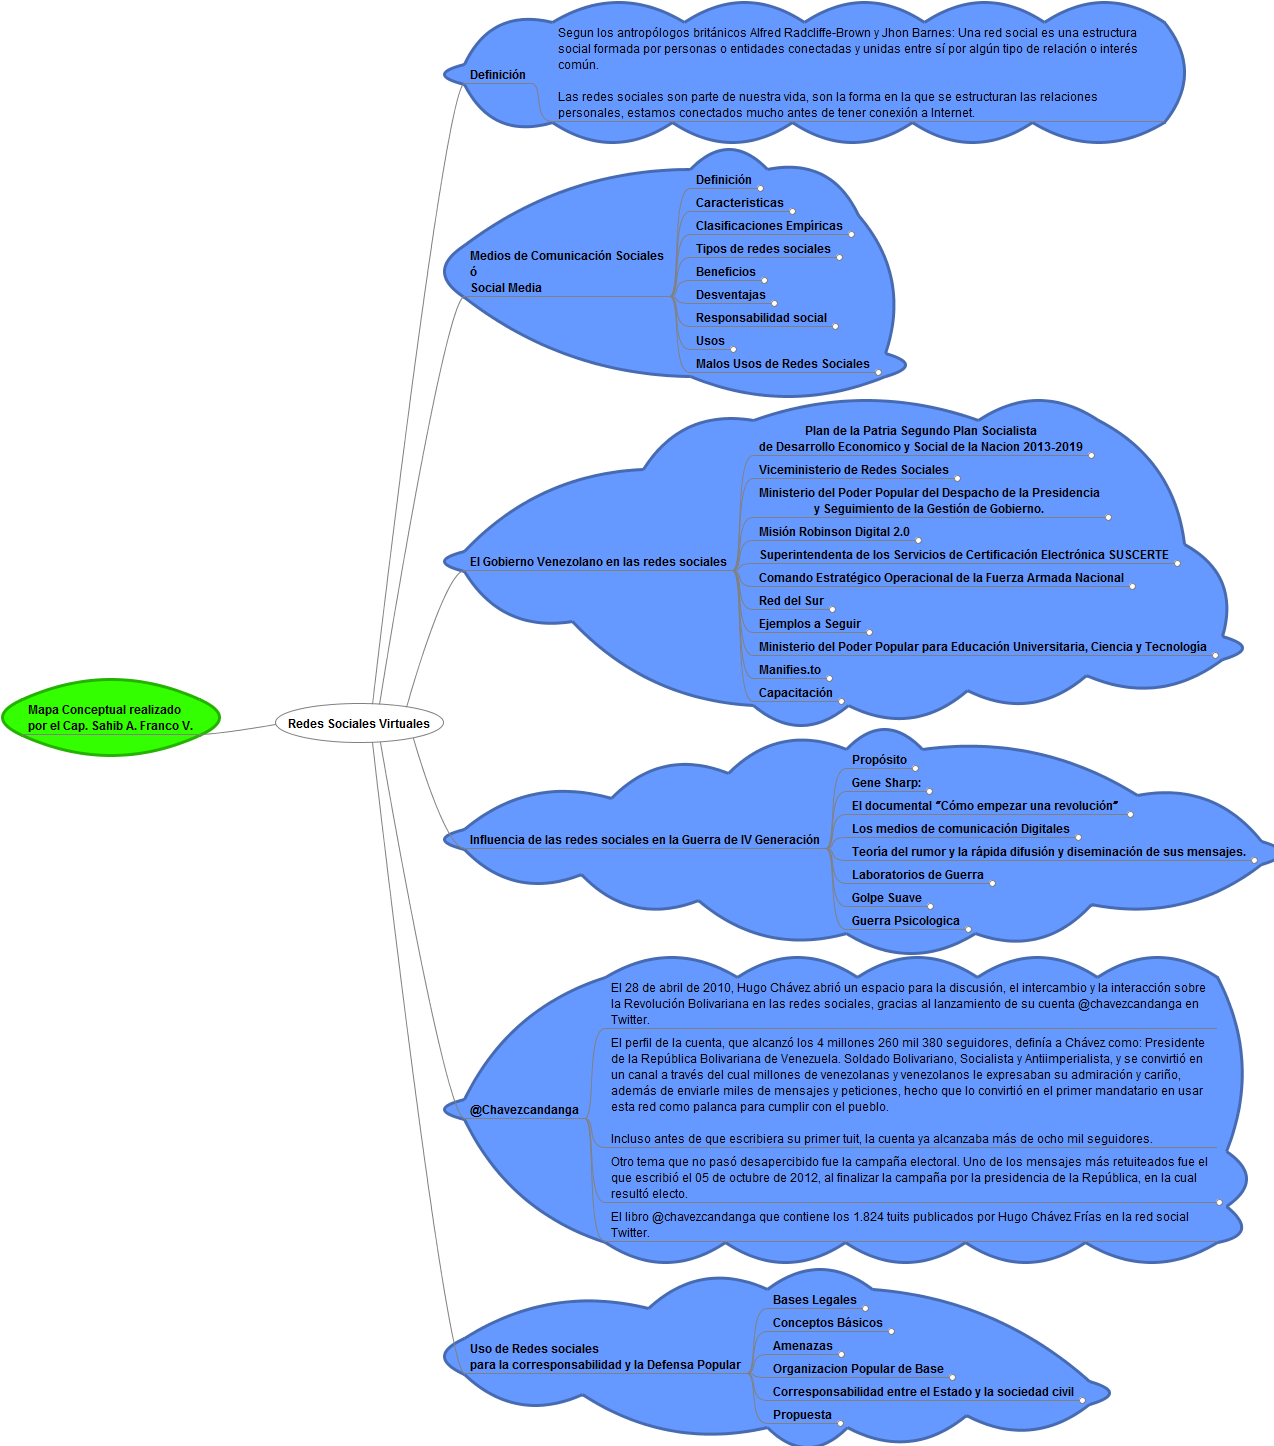 Segun los antropólogos británicos Alfred Radcliffe-Brown y Jhon Barnes: Una red social es una estructura
social formada por personas o entidades conectadas y unidas entre sí por algún tipo de relación o interés
común.
Definición
Las redes sociales son parte de nuestra vida, son la forma en la que se estructuran las relaciones
personales, estamos conectados mucho antes de tener conexión a Internet.
Medios de Comunicación Sociales
ó
Social Media
Definición
Caracteristicas
Clasificaciones Empíricas
Tipos de redes sociales
Beneficios
Desventajas
Responsabilidad social
Usos
Malos Usos de Redes Sociales
El Gobierno Venezolano en las redes sociales
Plan de la Patria Segundo Plan Socialista
de Desarrollo Economico y Social de la Nacion 2013-2019
Viceministerio de Redes Sociales
Ministerio del Poder Popular del Despacho de la Presidencia
y Seguimiento de la Gestión de Gobierno.
Misión Robinson Digital 2.0
Superintendenta de los Servicios de Certificación Electrónica SUSCERTE
Comando Estratégico Operacional de la Fuerza Armada Nacional
Red del Sur
Ejemplos a Seguir
Ministerio del Poder Popular para Educación Universitaria, Ciencia y Tecnología
Manifies.to
Capacitación
Mapa Conceptual realizado
por el Cap. Sahib A. Franco V.
Redes Sociales Virtuales
Influencia de las redes sociales en la Guerra de IV Generación
Propósito
Gene Sharp:
El documental “Cómo empezar una revolución”
Los medios de comunicación Digitales
Teoría del rumor y la rápida difusión y diseminación de sus mensajes.
Laboratorios de Guerra
Golpe Suave
Guerra Psicologica
@Chavezcandanga
El 28 de abril de 2010, Hugo Chávez abrió un espacio para la discusión, el intercambio y la interacción sobre
la Revolución Bolivariana en las redes sociales, gracias al lanzamiento de su cuenta @chavezcandanga en
Twitter.
El perfil de la cuenta, que alcanzó los 4 millones 260 mil 380 seguidores, definía a Chávez como: Presidente
de la República Bolivariana de Venezuela. Soldado Bolivariano, Socialista y Antiimperialista, y se convirtió en
un canal a través del cual millones de venezolanas y venezolanos le expresaban su admiración y cariño,
además de enviarle miles de mensajes y peticiones, hecho que lo convirtió en el primer mandatario en usar
esta red como palanca para cumplir con el pueblo.
Incluso antes de que escribiera su primer tuit, la cuenta ya alcanzaba más de ocho mil seguidores.
Otro tema que no pasó desapercibido fue la campaña electoral. Uno de los mensajes más retuiteados fue el
que escribió el 05 de octubre de 2012, al finalizar la campaña por la presidencia de la República, en la cual
resultó electo.
El libro @chavezcandanga que contiene los 1.824 tuits publicados por Hugo Chávez Frías en la red social
Twitter.
Uso de Redes sociales
para la corresponsabilidad y la Defensa Popular
Bases Legales
Conceptos Básicos
Amenazas
Organizacion Popular de Base
Corresponsabilidad entre el Estado y la sociedad civil
Propuesta